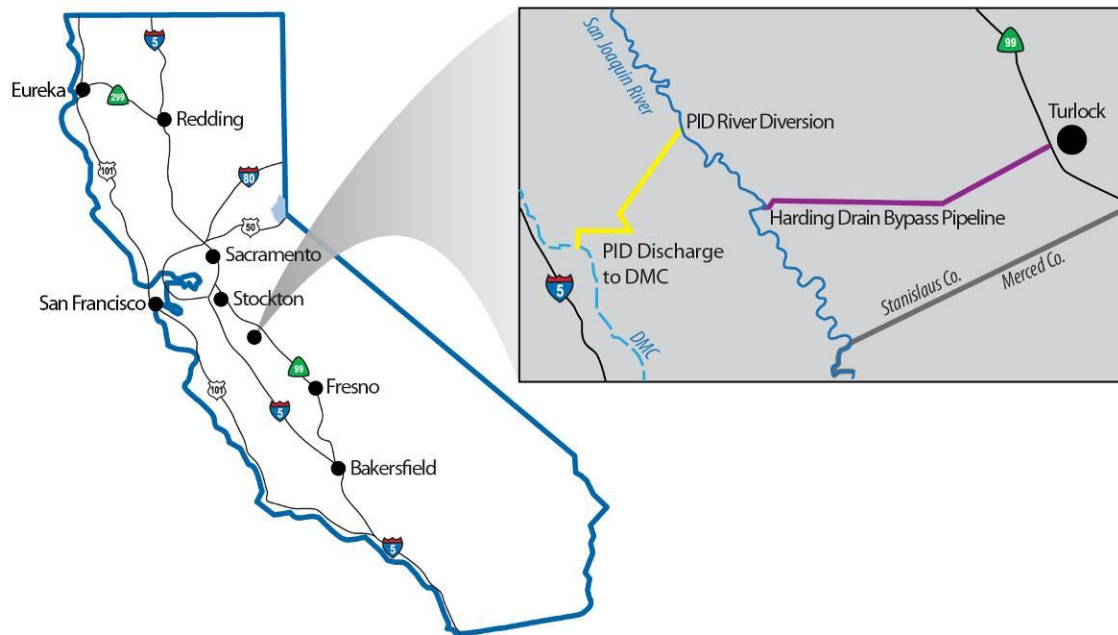 5
Eureka
299
Redding
101
80
50
Sacramento
San Francisco
Stockton
99
Fresno
101
5
Bakersfield
5
San Joaquin River
99
PID River Diversion
Turlock
Harding Drain Bypass Pipeline
PID Discharge
to DMC
5
DMC
Stanislaus Co.
Merced Co.